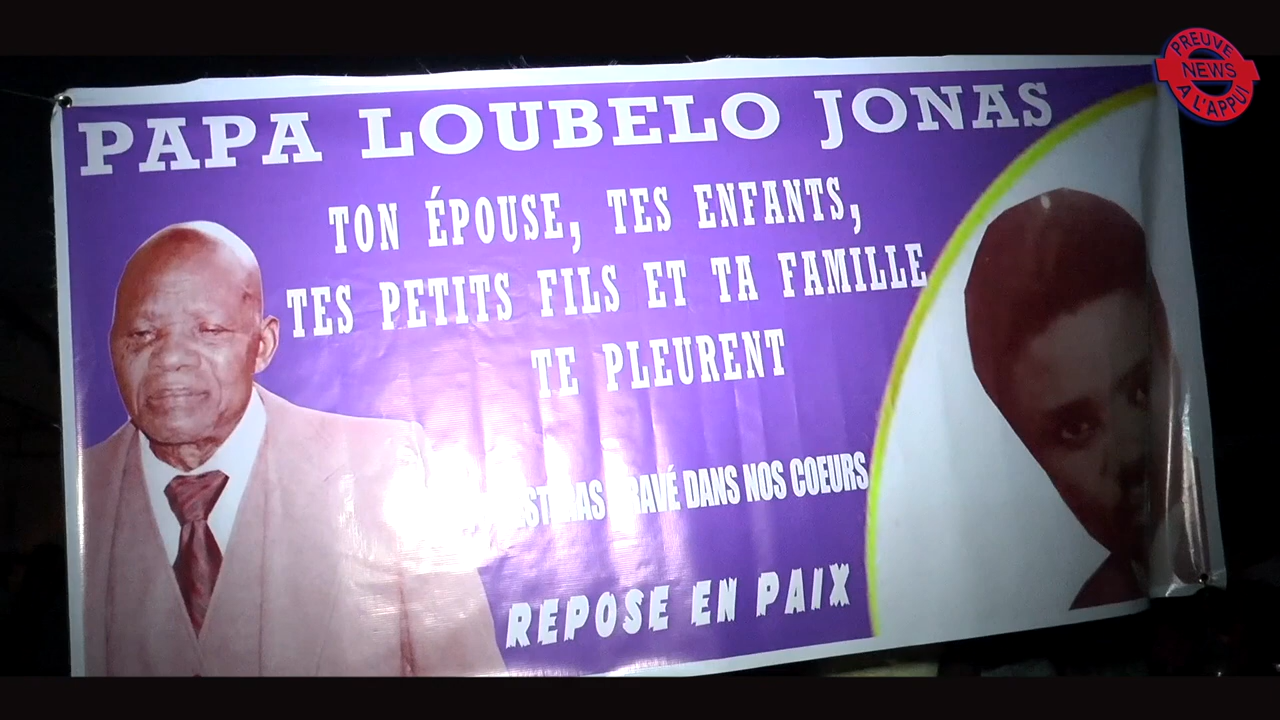 PAPA LOUBELO JONAS
TON ÉPOUSE, TES ENFANTS,
TES PETITS FILS ET TA FAMILLE
TE PLEURENT
DANS NOS COEURS
REPOSE EN PAIX
PREUVE
NEWS
A L'APPUI